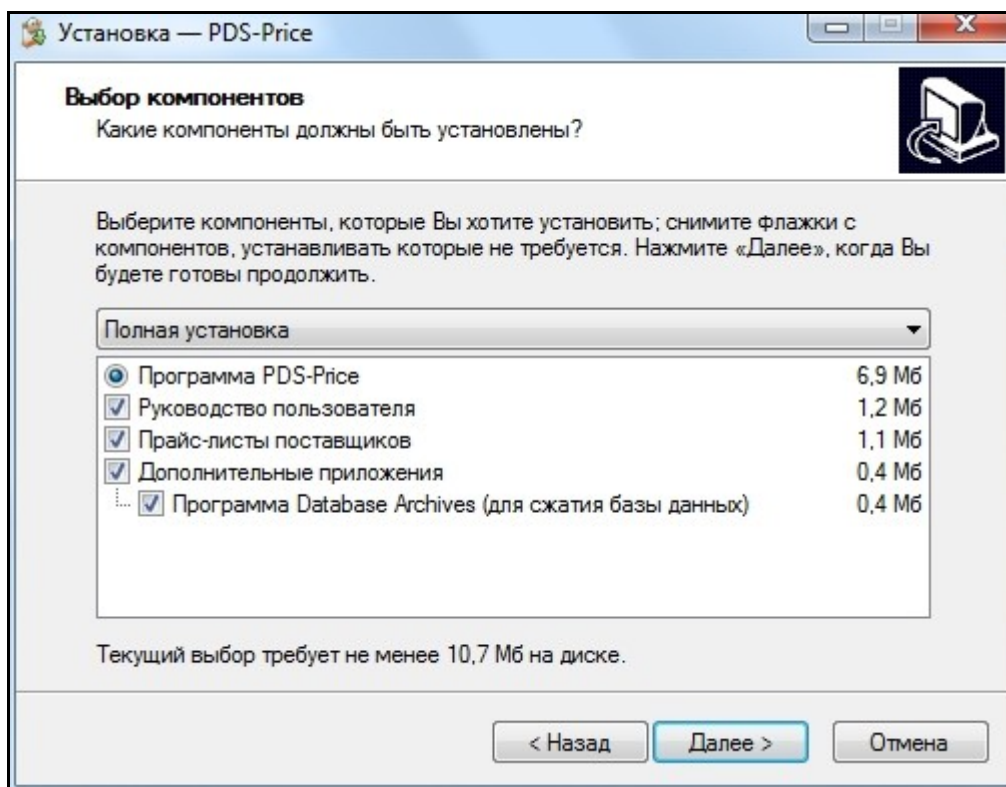 Установка — PDS-Price
Выбор компонентов
Какие компоненты должны быть установлены?
Выберите компоненты, которые Вы хотите установить; снимите флажки с
компонентов, устанавливать которые не требуется. Нажмите «Далее», когда Вы
будете готовы продолжить.
Полная установка
Программа PDS-Price 6,9 Мб
Руководство пользователя 1,2 Мб
Прайс-листы поставщиков 1,1 Мб
Дополнительные приложения 0,4 Мб
Программа Database Archives (для сжатия базы данных) 0,4 Мб
Текущий выбор требует не менее 10,7 Мб на диске.
< Назад Далее > Отмена